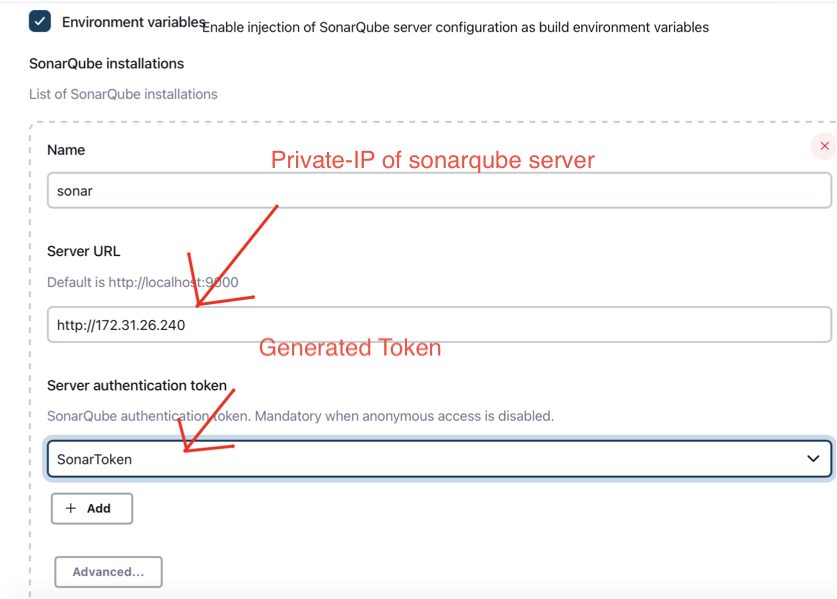 Environment variables Enable injection of SonarQube server configuration as build environment variables
SonarQube installations
List of SonarQube installations
Name
Private-IP of sonarqube server
sonar
Server URL
Default is http://localhost:9000
http://172.31.26.240
Generated Token
Server authentication token
SonarQube authentication token. Mandatory when anonymous access is disabled.
SonarToken
+ Add
Advanced...